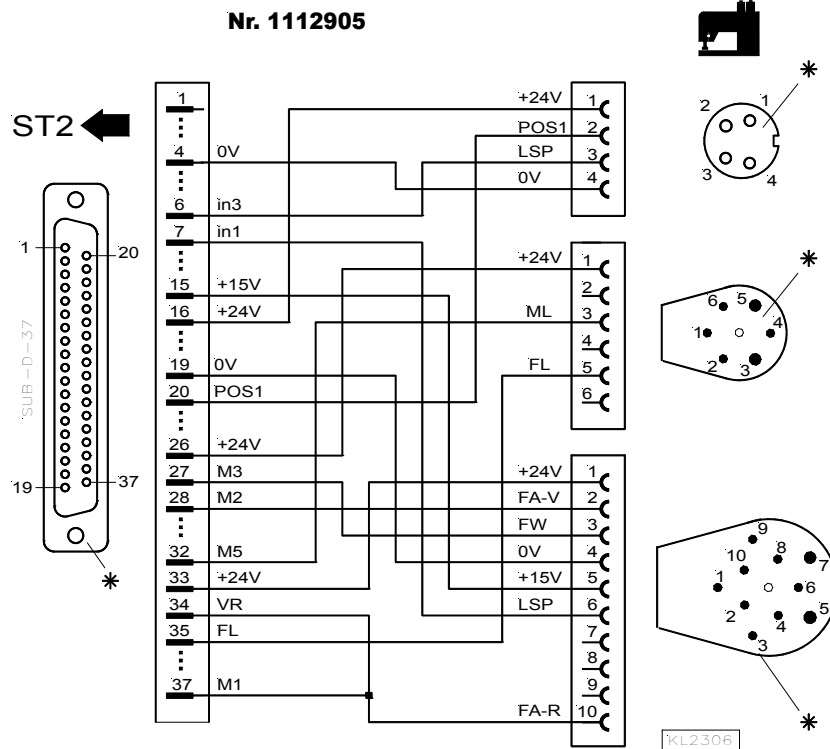 Nr. 1112905
ST2
1
20
19
37
SUB-D-37
1
4 0V
6 in3
7 in1
15 +15V
16 +24V
19 0V
20 POS1
26 +24V
27 M3
28 M2
32 M5
33 +24V
34 VR
35 FL
37 M1
+24V 1
POS1 2
LSP 3
0V 4
+24V 1
2
ML 3
4
FL 5
6
+24V 1
FA-V 2
FW 3
0V 4
+15V 5
LSP 6
7
8
9
FA-R 10
2 1
3 4
6 5
1 4
2 3
9
10 8 7
1 6
2 4 5
3
KL2306